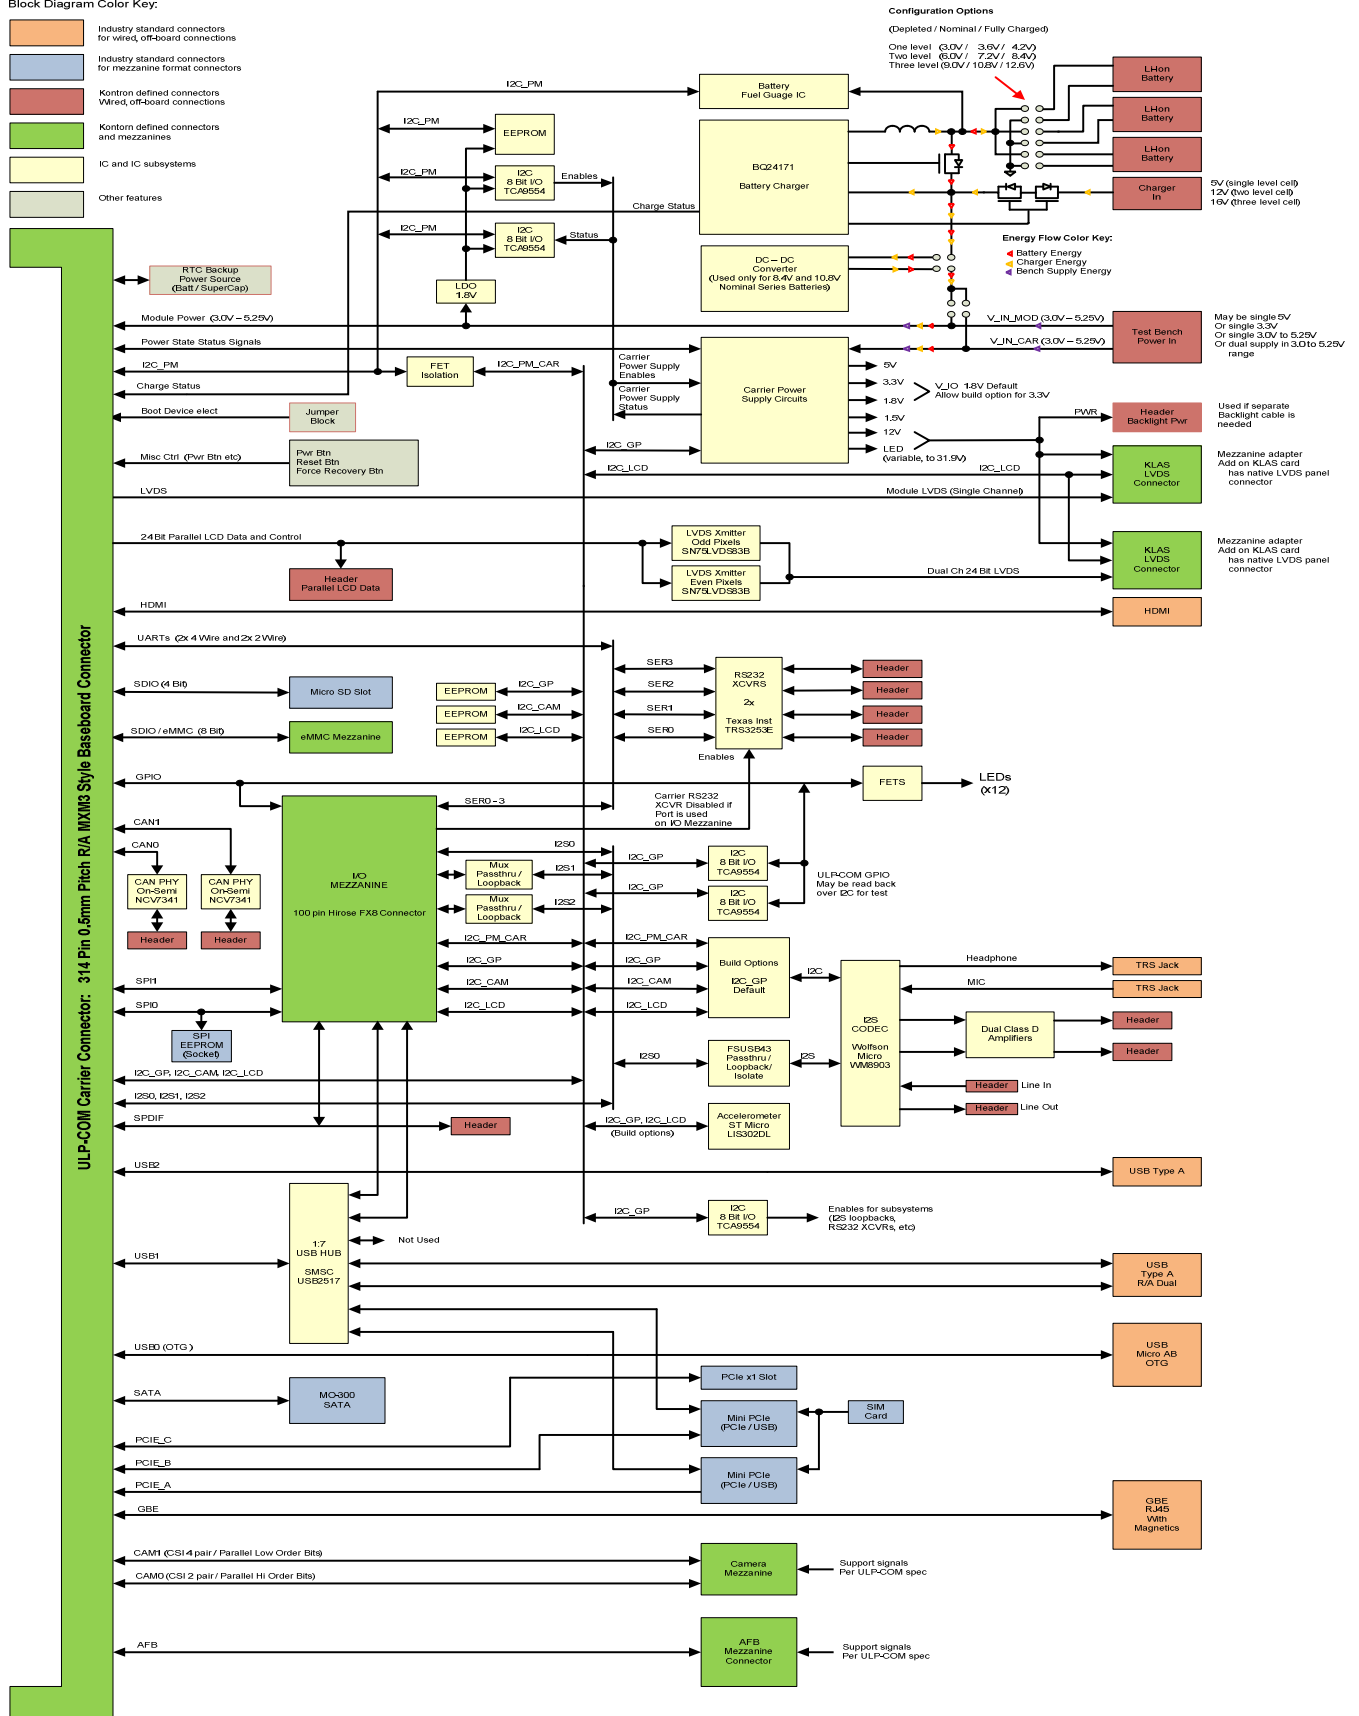 Block Diagram Color Key:
Industry standard connectors
for wired, off-board connections
Industry standard connectors
for mezzanine format connectors
Kontron defined connectors
Wired, off-board connections
Kontorn defined connectors
and mezzanines
IC and IC subsystems
Other features
Configuration Options
(Depleted / Nominal / Fully Charged)
One level (3.0V / 3.6V / 4.2V)
Two level (6.0V / 7.2V / 8.4V)
Three level (9.0V / 10.8V / 12.6V)
LI-Ion
Battery
LI-Ion
Battery
LI-Ion
Battery
Charger
In
5V (single level cell)
12V (two level cell)
16V (three level cell)
I2C_PM
Battery
Fuel Guage IC
I2C_PM
EEPROM
I2C_PM
I2C
8 Bit I/O
TCA9554
Enables
BQ24171
Battery Charger
Charge Status
I2C_PM
I2C
8 Bit I/O
TCA9554
Status
Energy Flow Color Key:
Battery Energy
Charger Energy
Bench Supply Energy
DC – DC
Converter
(Used only for 8.4V and 10.8V
Nominal Series Batteries)
RTC Backup
Power Source
(Batt / SuperCap)
LDO
1.8V
Module Power (3.0V – 5.25V)
V_IN_MOD (3.0V – 5.25V)
Power State Status Signals
V_IN_CAR (3.0V – 5.25V)
Test Bench
Power In
May be single 5V
Or single 3.3V
Or single 3.0V to 5.25V
Or dual supply in 3.0 to 5.25V
range
I2C_PM
FET
Isolation
I2C_PM_CAR
Carrier
Power Supply
Enables
Carrier
Power Supply
Status
Carrier Power
Supply Circuits
5V
3.3V
1.8V
1.5V
12V
LED
(variable, to 31.9V)
V_IO 1.8V Default
Allow build option for 3.3V
Charge Status
Boot Device elect
Jumper
Block
PWR
Header
Backlight Pwr
Used if separate
Backlight cable is
needed
Misc Ctrl (Pwr Btn etc)
Pwr Btn
Reset Btn
Force Recovery Btn
I2C_GP
I2C_LCD
I2C_LCD
KLAS
LVDS
Connector
Mezzanine adapter
Add on KLAS card
has native LVDS panel
connector
LVDS
Module LVDS (Single Channel)
24 Bit Parallel LCD Data and Control
Header
Parallel LCD Data
LVDS Xmitter
Odd Pixels
SN75LVDS83B
LVDS Xmitter
Even Pixels
SN75LVDS83B
Dual Ch 24 Bit LVDS
KLAS
LVDS
Connector
Mezzanine adapter
Add on KLAS card
has native LVDS panel
connector
HDMI
HDMI
UARTs (2x 4 Wire and 2x 2 Wire)
SDIO (4 Bit)
Micro SD Slot
SDIO / eMMC (8 Bit)
eMMC Mezzanine
EEPROM
I2C_GP
EEPROM
I2C_CAM
EEPROM
I2C_LCD
SER3
SER2
SER1
SER0
RS232
XCVRS
2x
Texas Inst
TRS3253E
Header
Header
Header
Header
Enables
GPIO
FETS
LEDs
(x12)
SER0 - 3
Carrier RS232
XCVR Disabled if
Port is used
on I/O Mezzanine
CAN1
CAN0
CAN PHY
On-Semi
NCV7341
CAN PHY
On-Semi
NCV7341
Header
Header
I/O
MEZZANINE
100 pin Hirose FX8 Connector
I2S0
Mux
Passthru /
Loopback
I2S1
Mux
Passthru /
Loopback
I2S2
I2C_GP
I2C
8 Bit I/O
TCA9554
I2C_GP
I2C
8 Bit I/O
TCA9554
ULP-COM GPIO
May be read back
over I2C for test
I2C_PM_CAR
I2C_GP
I2C_CAM
I2C_LCD
I2C_PM_CAR
I2C_GP
I2C_CAM
I2C_LCD
Build Options
I2C_GP
Default
I2C
I2S
CODEC
Wolfson
Micro
WM8903
Headphone
TRS Jack
MIC
TRS Jack
Dual Class D
Amplifiers
Header
Header
Header
Line In
Header
Line Out
SPI1
SPI0
SPI
EEPROM
(Socket)
I2S0
FSUSB43
Passthru /
Loopback/
Isolate
I2S
I2C_GP, I2C_CAM, I2C_LCD
I2S0, I2S1, I2S2
SPDIF
Header
I2C_GP, I2C_LCD
(Build options)
Accelerometer
ST Micro
LIS302DL
ULP-COM Carrier Connector: 314 Pin 0.5mm Pitch R/A MXM3 Style Baseboard Connector
USB2
USB Type A
I2C_GP
I2C
8 Bit I/O
TCA9554
Enables for subsystems
(I2S loopbacks,
RS232 XCVRs, etc)
1:7
USB HUB
SMSC
USB2517
Not Used
USB1
USB
Type A
R/A Dual
USB0 (OTG )
USB
Micro AB
OTG
SATA
MO-300
SATA
PCIe x1 Slot
Mini PCIe
(PCIe / USB)
SIM
Card
PCIE_C
PCIE_B
Mini PCIe
(PCIe / USB)
PCIE_A
GBE
GBE
RJ45
With
Magnetics
CAM1 (CSI 4 pair / Parallel Low Order Bits)
CAM0 (CSI 2 pair / Parallel Hi Order Bits)
Camera
Mezzanine
Support signals
Per ULP-COM spec
AFB
AFB
Mezzanine
Connector
Support signals
Per ULP-COM spec